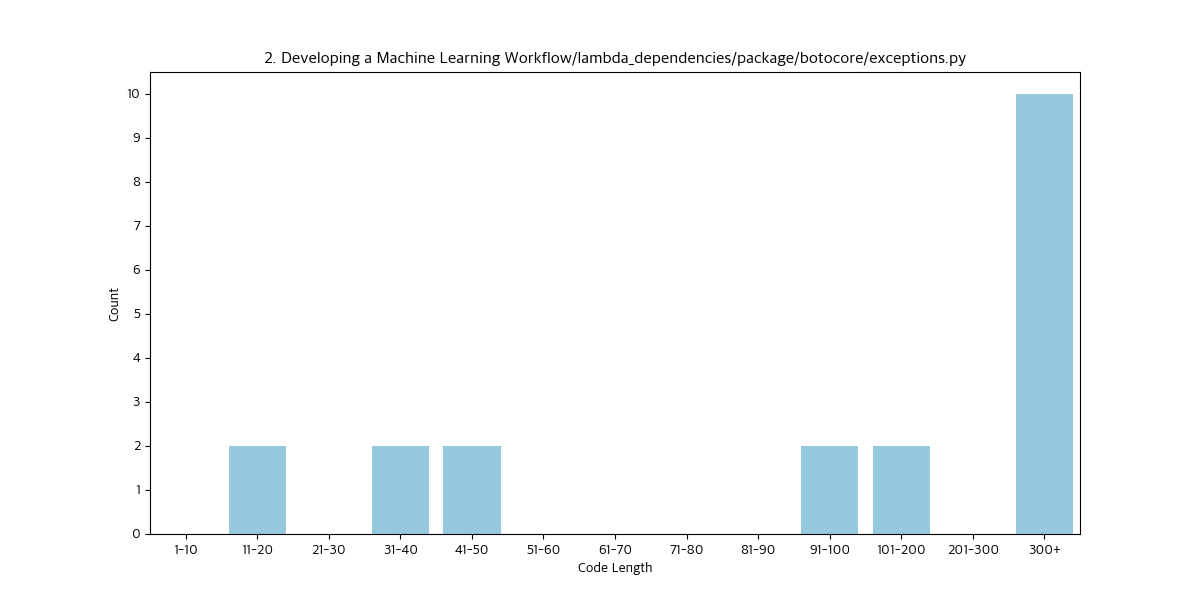 2. Developing a Machine Learning Workflow/lambda_dependencies/package/botocore/exceptions.py
10
9
8
7
6
5
4
3
2
1
0
Count
1-10 11-20 21-30 31-40 41-50 51-60 61-70 71-80 81-90 91-100 101-200 201-300 300+
Code Length